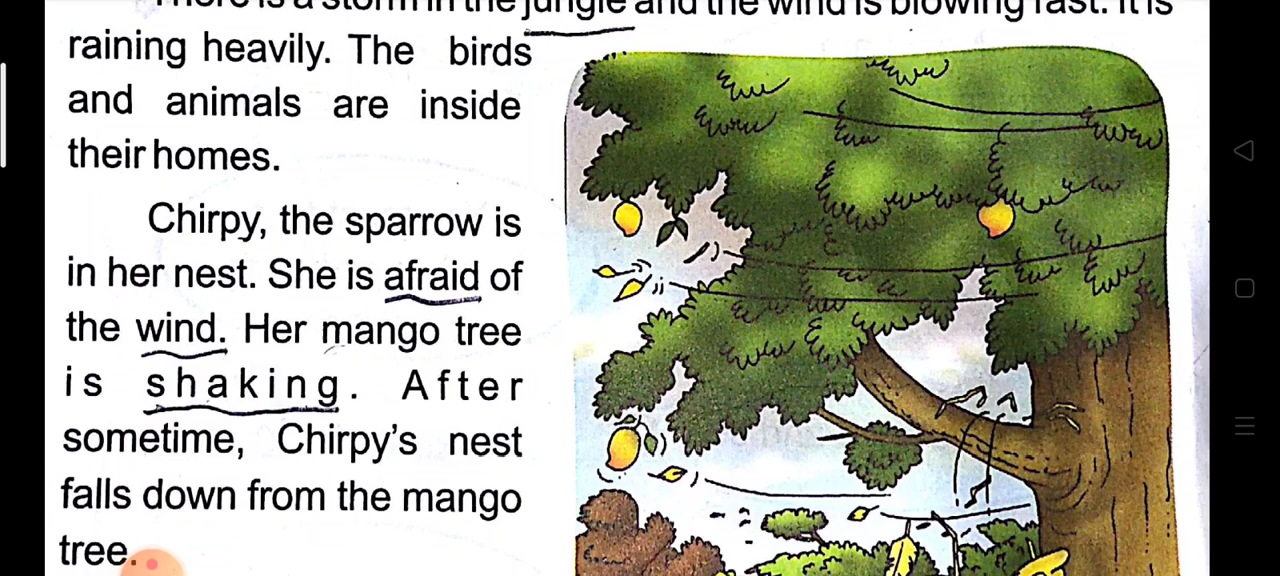 There is a storm in the jungle and the wind is blowing fast. It is
raining heavily. The birds
and animals are inside
their homes.
Chirpy, the sparrow is
in her nest. She is afraid of
the wind. Her mango tree
is shaking. After
sometime, Chirpy's nest
falls down from the mango
tree.